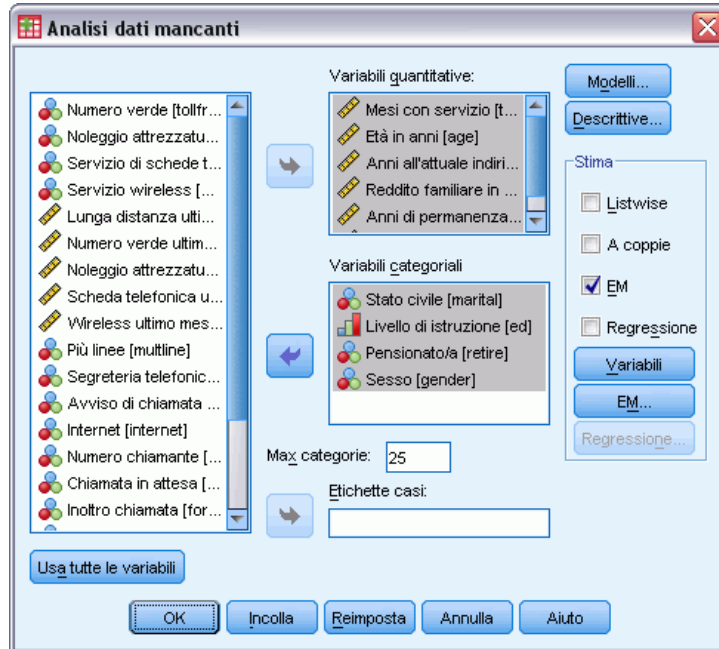 Analisi dati mancanti
Numero verde [tollfr...
Noleggio attrezzatu...
Servizio di schede t...
Servizio wireless [...
Lunga distanza ulti...
Numero verde ultim...
Noleggio attrezzatu...
Scheda telefonica u...
Wireless ultimo mes...
Più linee [multline]
Segreteria telefonic...
Avviso di chiamata ...
Internet [internet]
Numero chiamante [...
Chiamata in attesa [...
Inoltro chiamata [for...
Usa tutte le variabili
Variabili quantitative:
Mesi con servizio [t...
Età in anni [age]
Anni all'attuale indiri...
Reddito familiare in ...
Anni di permanenza...
Variabili categoriali
Stato civile [marital]
Livello di istruzione [ed]
Pensionato/a [retire]
Sesso [gender]
Max categorie: 25
Etichette casi:
Modelli...
Descrittive...
Stima
Listwise
A coppie
EM
Regressione
Variabili
EM...
Regressione...
OK Incolla Reimposta Annulla Aiuto